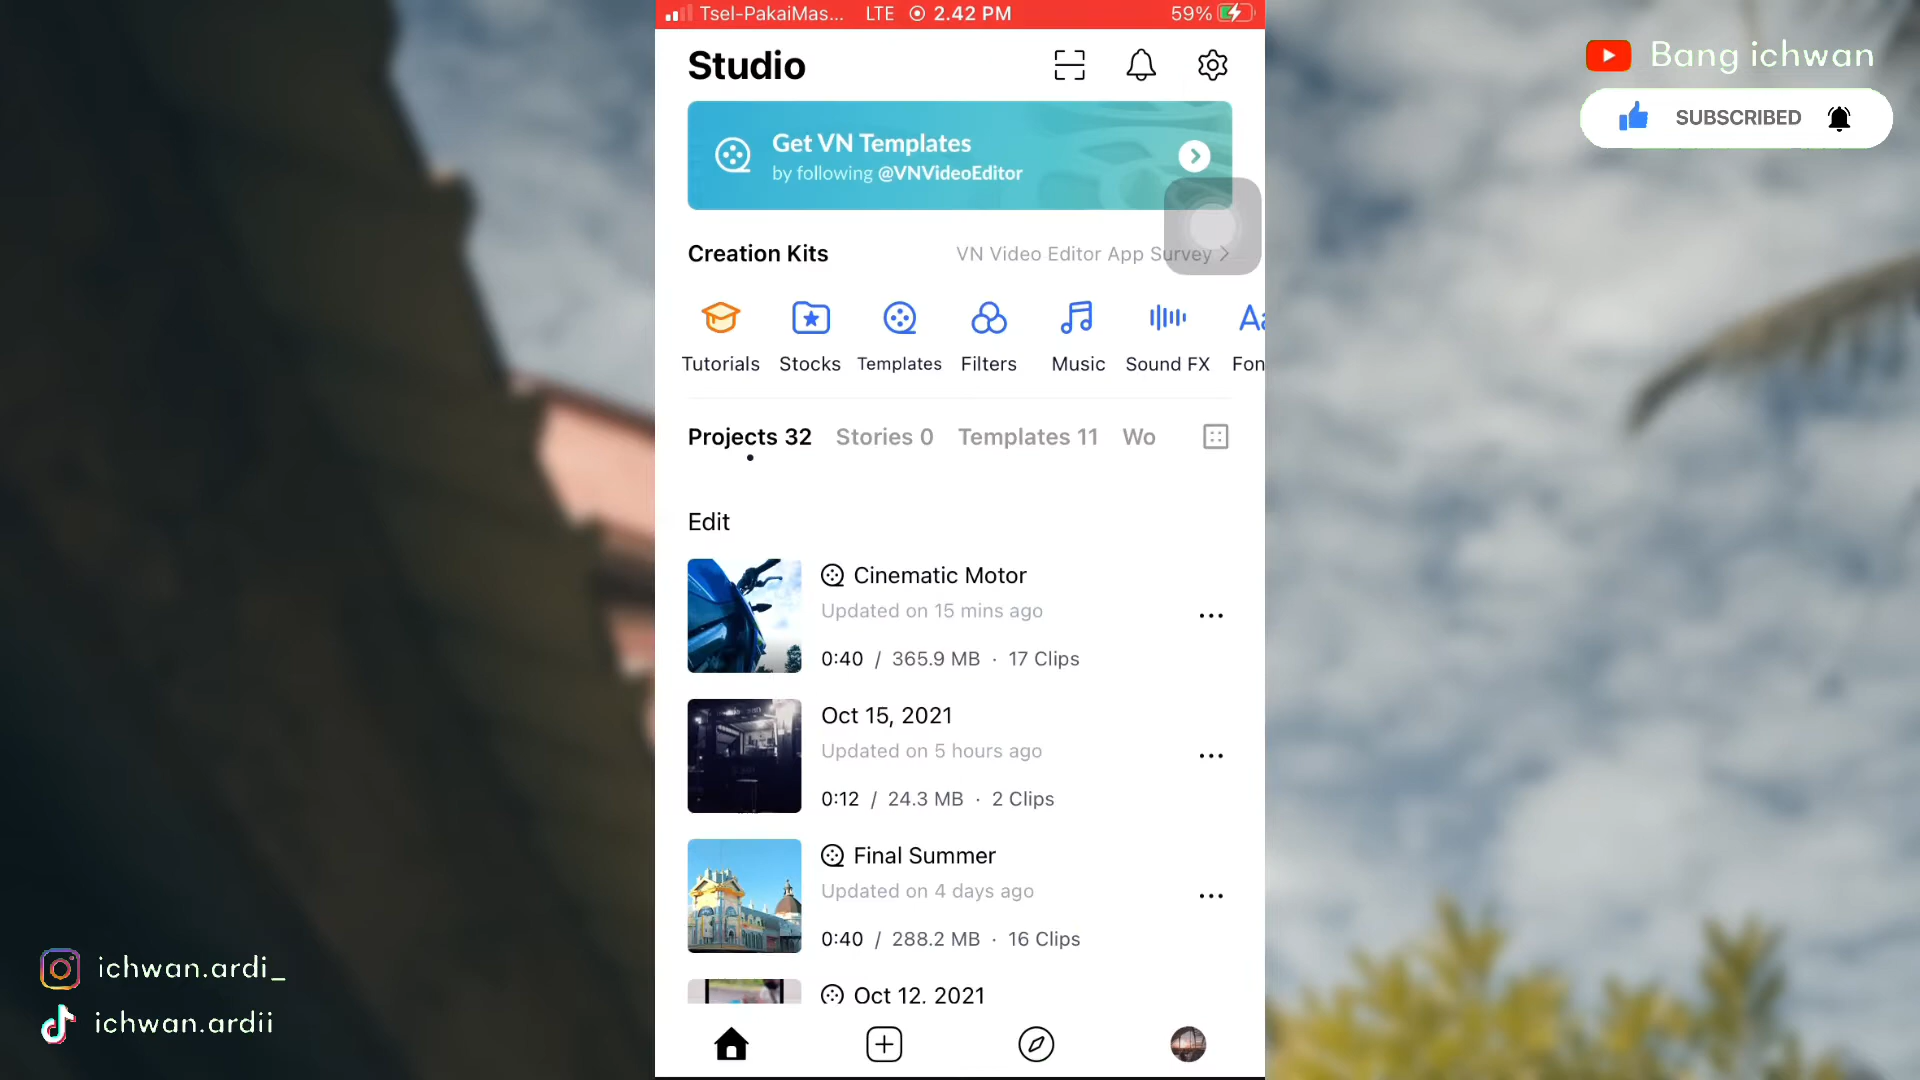 Tsel-PakaiMas... LTE 2.42 PM 59%
Bang ichwan
SUBSCRIBED
Studio
Get VN Templates
by following @VNVideoEditor
Creation Kits
VN Video Editor App Survey
Tutorials Stocks Templates Filters Music Sound FX Fon
Aa
Projects 32 Stories 0 Templates 11 Wo
Edit
Cinematic Motor
Updated on 15 mins ago
0:40 / 365.9 MB · 17 Clips
Oct 15, 2021
Updated on 5 hours ago
0:12 / 24.3 MB · 2 Clips
Final Summer
Updated on 4 days ago
0:40 / 288.2 MB · 16 Clips
Oct 12, 2021
ichwan.ardi_
ichwan.ardii